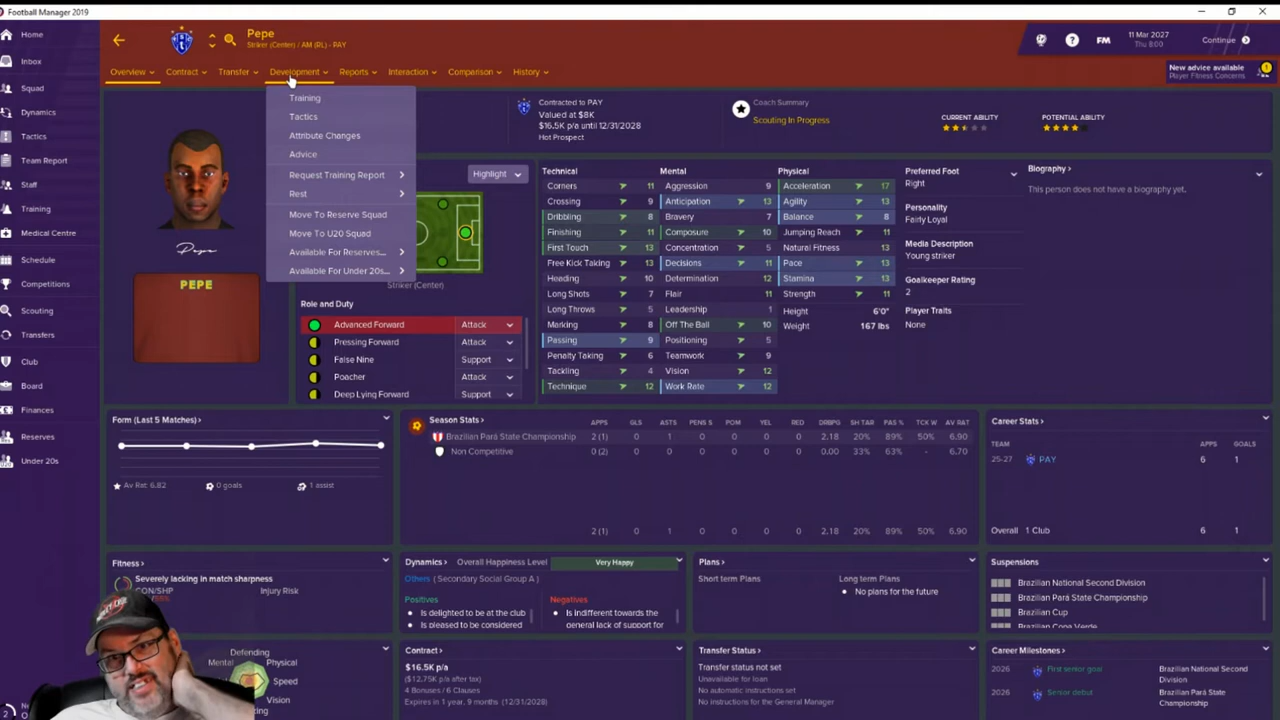 Football Manager 2019
Home
Inbox
Squad
Dynamics
Tactics
Team Report
Staff
Training
Medical Centre
Schedule
Competitions
Scouting
Transfers
Club
Board
Finances
Reserves
Under 20s
Pepe
Striker (Center) / AM (RL) - PAY
FM
11 Mar 2027
Thu 8:00
Continue
Overview
Contract
Transfer
Development
Reports
Interaction
Comparison
History
New advice available
Player Fitness Concerns
Training
Tactics
Attribute Changes
Advice
Request Training Report
Rest
Move To Reserve Squad
Move To U20 Squad
Available For Reserves...
Available For Under 20s...
Contracted to PAY
Valued at $8K
$16.5K p/a until 12/31/2028
Hot Prospect
Coach Summary
Scouting In Progress
CURRENT ABILITY
POTENTIAL ABILITY
Pepe
PEPE
Highlight
Striker (Center)
Role and Duty
Advanced Forward Attack
Pressing Forward Attack
False Nine Support
Poacher Attack
Deep Lying Forward Support
Technical
Corners 11
Crossing 9
Dribbling 8
Finishing 11
First Touch 13
Free Kick Taking 13
Heading 10
Long Shots 7
Long Throws 5
Marking 8
Passing 9
Penalty Taking 6
Tackling 4
Technique 12
Mental
Aggression 9
Anticipation 13
Bravery 7
Composure 10
Concentration 5
Decisions 11
Determination 12
Flair 11
Leadership 1
Off The Ball 10
Positioning 5
Teamwork 9
Vision 12
Work Rate 12
Physical
Acceleration 17
Agility 13
Balance 8
Jumping Reach 11
Natural Fitness 13
Pace 13
Stamina 13
Strength 11
Height 6'0"
Weight 167 lbs
Preferred Foot
Right
Personality
Fairly Loyal
Media Description
Young striker
Goalkeeper Rating
2
Player Traits
None
Biography
This person does not have a biography yet.
Form (Last 5 Matches)
Av Rat: 6.82 0 goals 1 assist
Season Stats APPS GLS ASTS PENS S POM YEL RED DRBPG SH TAR PAS % TCK W AV RAT
Brazilian Pará State Championship 2 (1) 0 1 0 0 0 0 2.18 20% 89% 50% 6.90
Non Competitive 0 (2) 0 0 0 0 0 0 0.00 33% 63% - 6.70
2 (1) 0 1 0 0 0 0 2.18 20% 89% 50% 6.90
Career Stats
TEAM APPS GOALS
25-27 PAY 6 1
Overall 1 Club 6 1
Fitness
Severely lacking in match sharpness
CON/SHP
Injury Risk
Defending
Mental
Physical
Speed
Vision
Dynamics Overall Happiness Level Very Happy
Others (Secondary Social Group A)
Positives
Is delighted to be at the club
Is pleased to be considered
Negatives
Is indifferent towards the
general lack of support for
Plans
Short term Plans
Long term Plans
No plans for the future
Suspensions
Brazilian National Second Division
Brazilian Pará State Championship
Brazilian Cup
Brazilian Copa Verde
Contract
$16.5K p/a
($12.75K p/a after tax)
4 Bonuses / 6 Clauses
Expires in 1 year, 9 months (12/31/2028)
Transfer Status
Transfer status not set
Unavailable for loan
No automatic instructions set
No instructions for the General Manager
Career Milestones
2026 First senior goal Brazilian National Second Division
2026 Senior debut Brazilian Pará State Championship